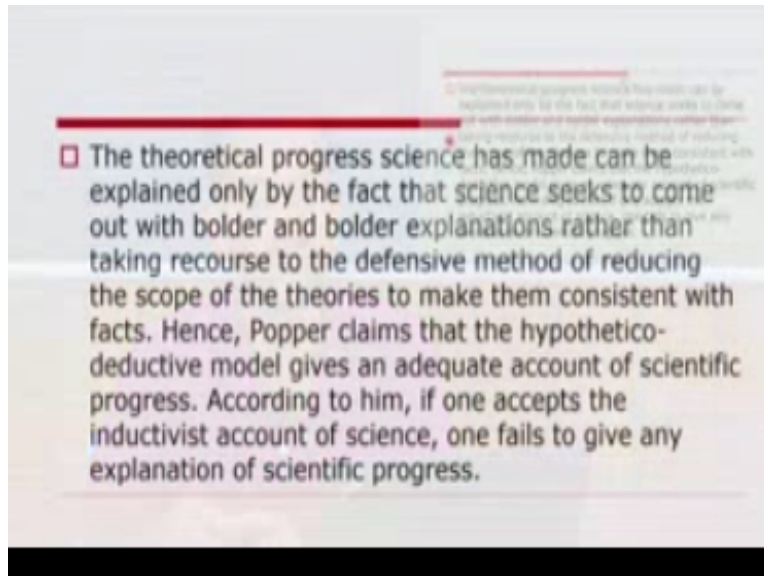 The theoretical progress science has made can be
explained only by the fact that science seeks to come
out with bolder and bolder explanations rather than
taking recourse to the defensive method of reducing
the scope of the theories to make them consistent with
facts. Hence, Popper claims that the hypothetico-
deductive model gives an adequate account of scientific
progress. According to him, if one accepts the
inductivist account of science, one fails to give any
explanation of scientific progress.